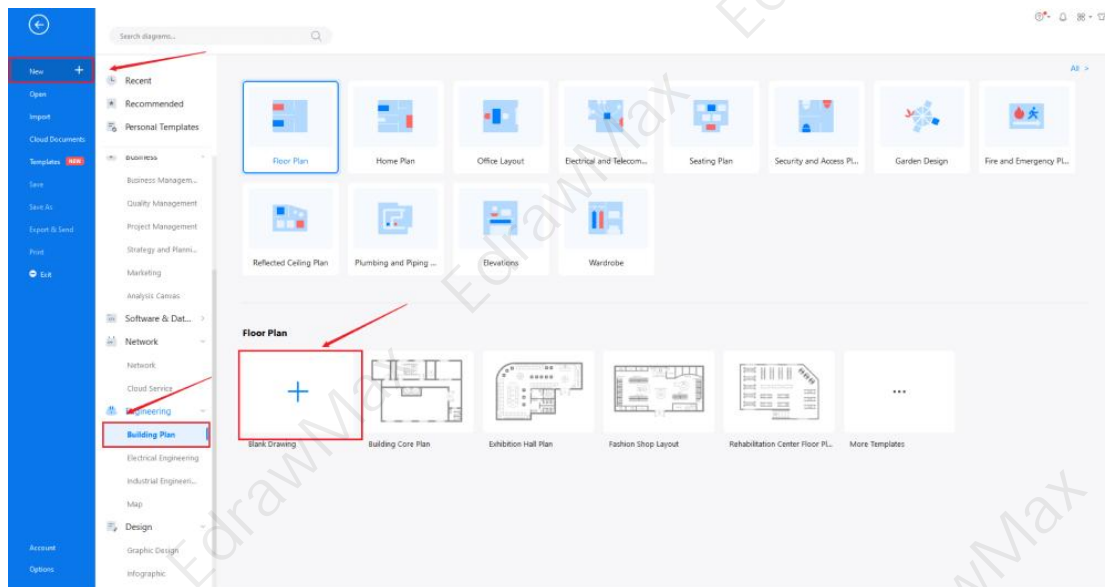 Search diagrams...
New +
Open
Import
Cloud Documents
Templates NEW
Save
Save As
Export & Send
Print
Exit
Account
Options
Recent
Recommended
Personal Templates
Business
Business Managem...
Quality Management
Project Management
Strategy and Planni...
Marketing
Analysis Canvas
Software & Dat...
Network
Network
Cloud Service
Engineering
Building Plan
Electrical Engineering
Industrial Engineeri...
Map
Design
Graphic Design
Infographic
All >
Floor Plan
Home Plan
Office Layout
Electrical and Telecom...
Seating Plan
Security and Access Pl...
Garden Design
Fire and Emergency Pl...
Reflected Ceiling Plan
Plumbing and Piping ...
Elevations
Wardrobe
Floor Plan
Blank Drawing
Building Core Plan
Exhibition Hall Plan
Fashion Shop Layout
Rehabilitation Center Floor Pl...
More Templates
EdrawMax
EdrawMax